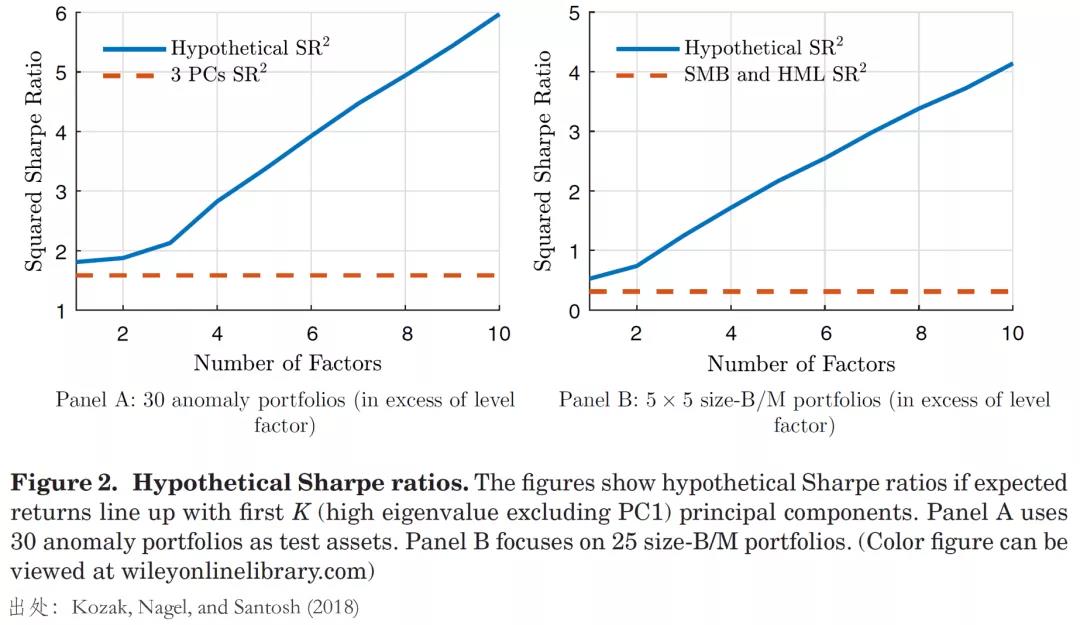 6
5
4
3
2
1
Squared Sharpe Ratio
Hypothetical SR²
3 PCs SR²
2 4 6 8 10
Number of Factors
Panel A: 30 anomaly portfolios (in excess of level
factor)
5
4
3
2
1
0
Squared Sharpe Ratio
Hypothetical SR²
SMB and HML SR²
2 4 6 8 10
Number of Factors
Panel B: 5 × 5 size-B/M portfolios (in excess of level
factor)
Figure 2. Hypothetical Sharpe ratios. The figures show hypothetical Sharpe ratios if expected
returns line up with first K (high eigenvalue excluding PC1) principal components. Panel A uses
30 anomaly portfolios as test assets. Panel B focuses on 25 size-B/M portfolios. (Color figure can be
viewed at wileyonlinelibrary.com)
出处： Kozak, Nagel, and Santosh (2018)